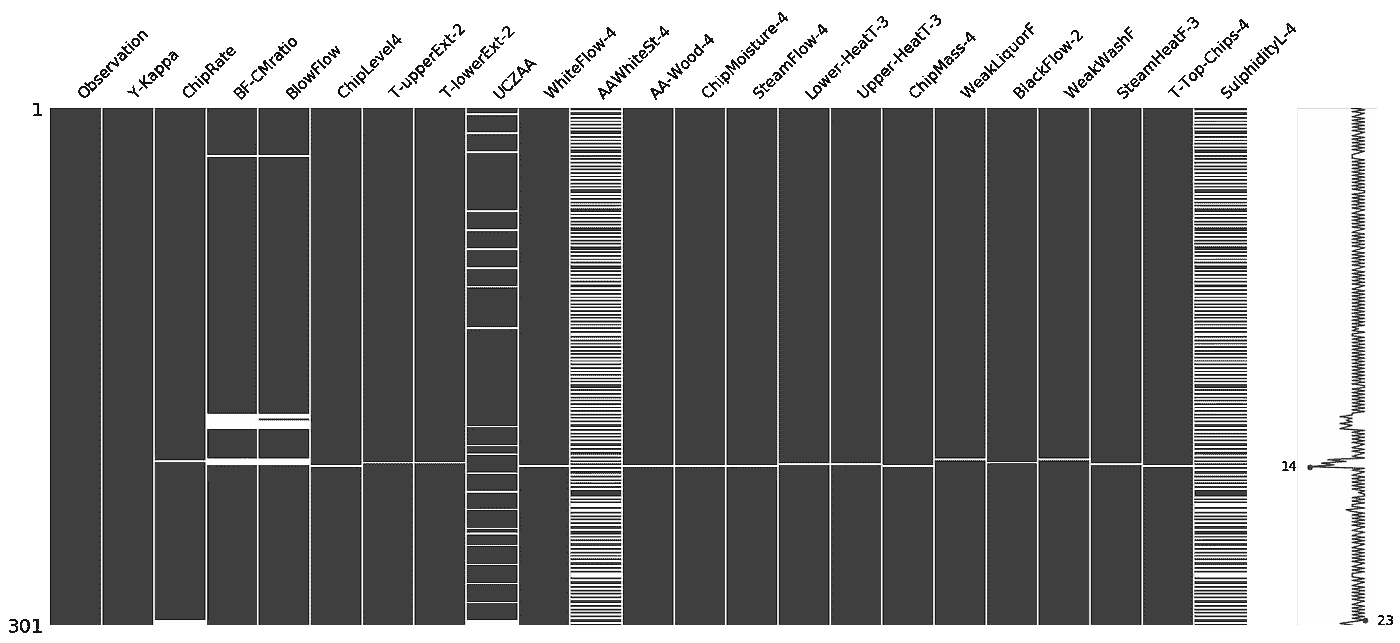 Observation
Y-Kappa
ChipRate
BF-CMratio
BlowFlow
ChipLevel4
T-upperExt-2
T-lowerExt-2
UCZAA
WhiteFlow-4
AAWhiteSt-4
AA-Wood-4
ChipMoisture-4
SteamFlow-4
Lower-HeatT-3
Upper-HeatT-3
ChipMass-4
WeakLiquorF
BlackFlow-2
WeakWashF
SteamHeatF-3
T-Top-Chips-4
SulphidityL-4
1
14
301
23